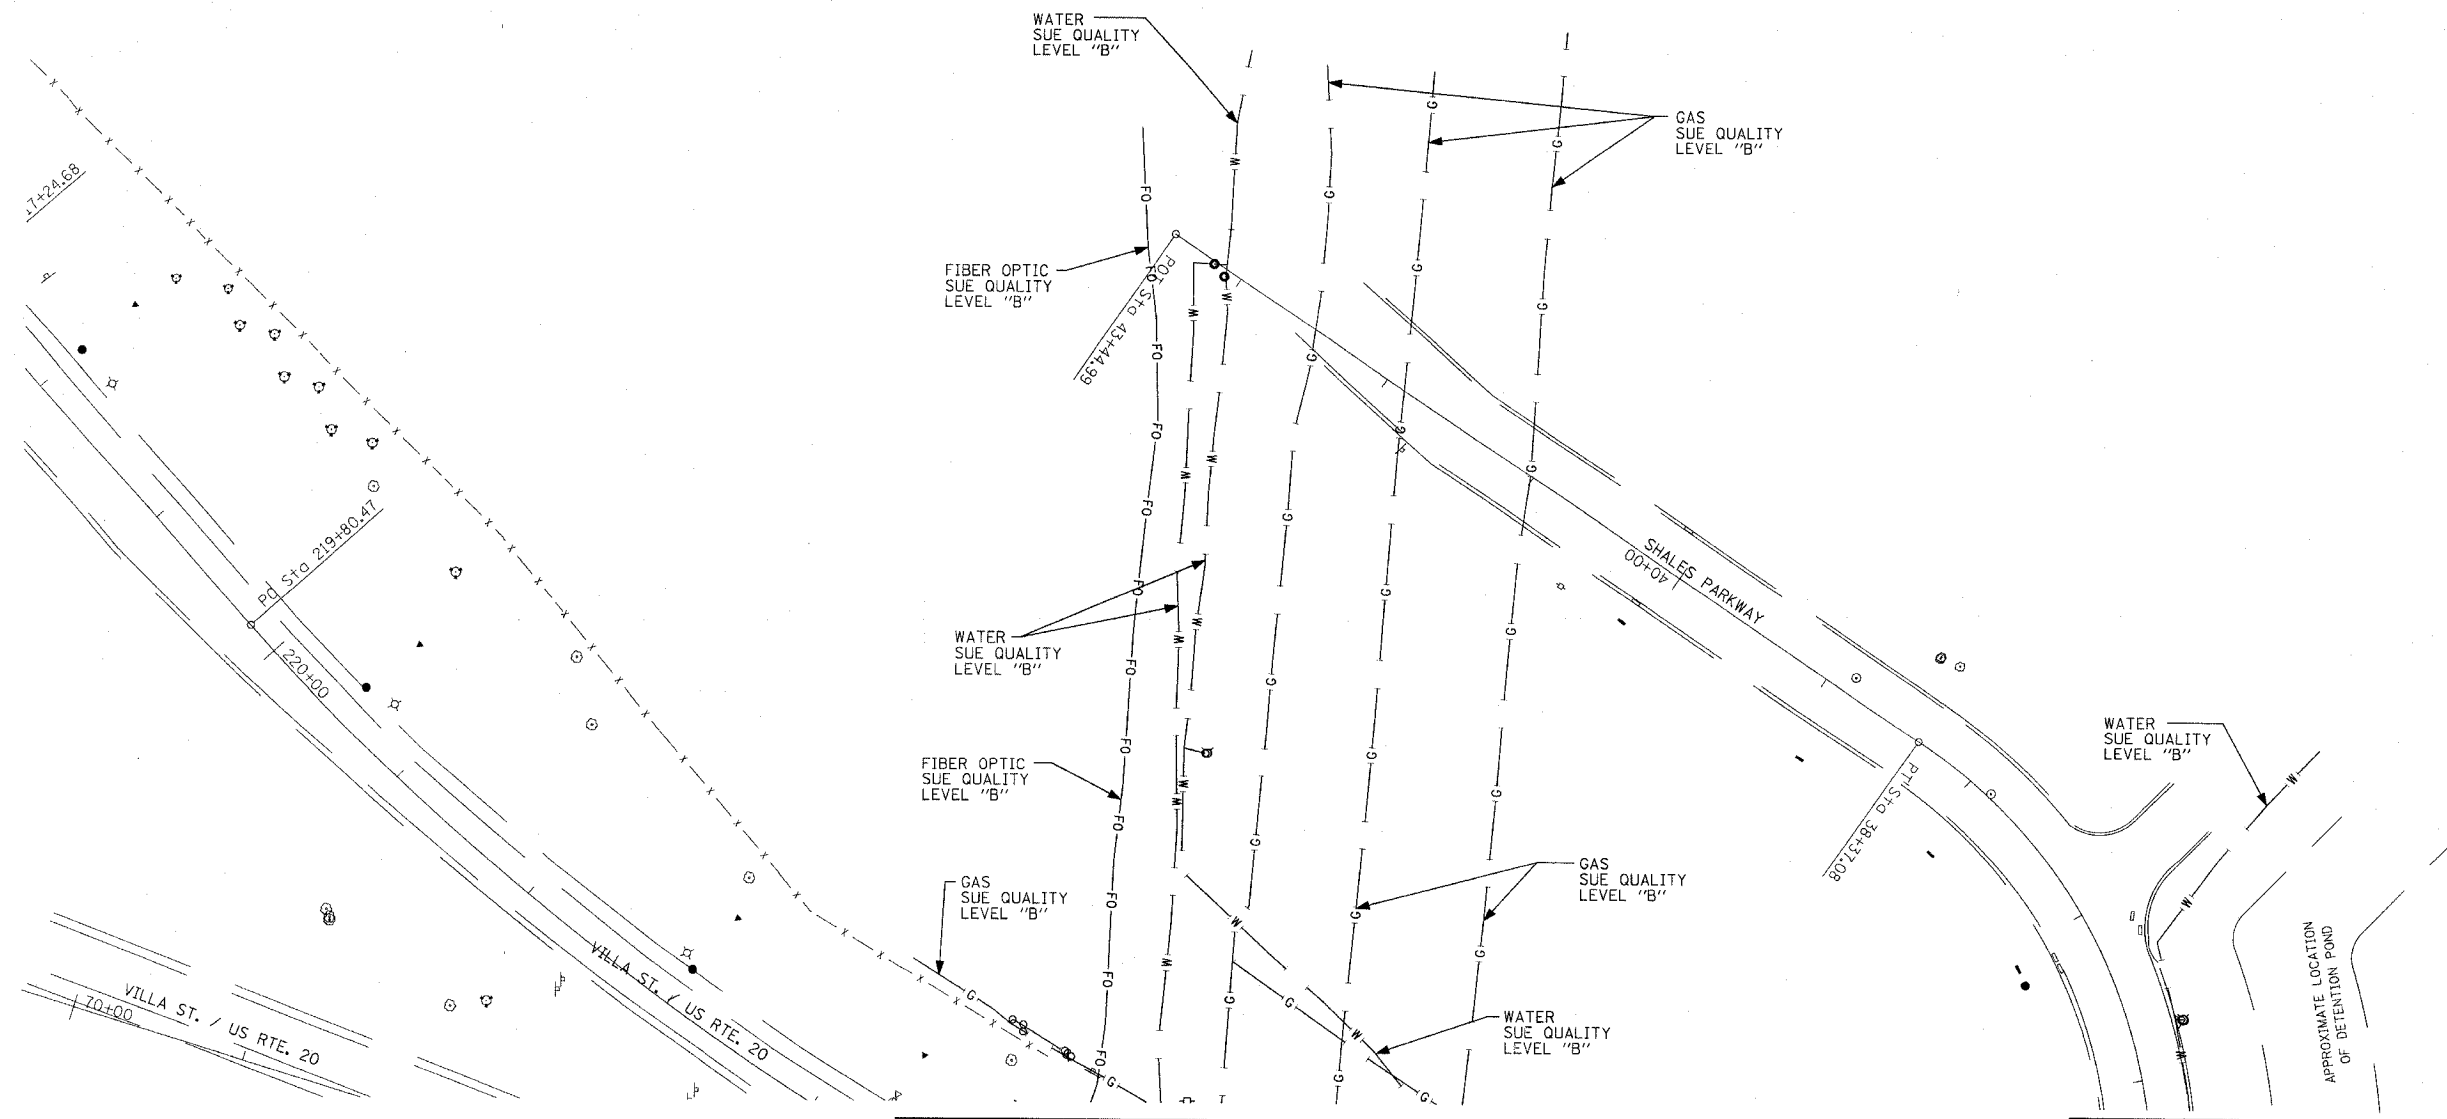 WATER
SUE QUALITY
LEVEL "B"
GAS
SUE QUALITY
LEVEL "B"
17+24.68
FIBER OPTIC
SUE QUALITY
LEVEL "B"
POT Sta 43+44.99
PC Sta 219+80.47
220+00
SHALES PARKWAY
40+00
WATER
SUE QUALITY
LEVEL "B"
FIBER OPTIC
SUE QUALITY
LEVEL "B"
WATER
SUE QUALITY
LEVEL "B"
PT Sta 38+37.08
GAS
SUE QUALITY
LEVEL "B"
GAS
SUE QUALITY
LEVEL "B"
VILLA ST. / US RTE. 20
70+00
VILLA ST. / US RTE. 20
WATER
SUE QUALITY
LEVEL "B"
APPROXIMATE LOCATION
OF DETENTION POND